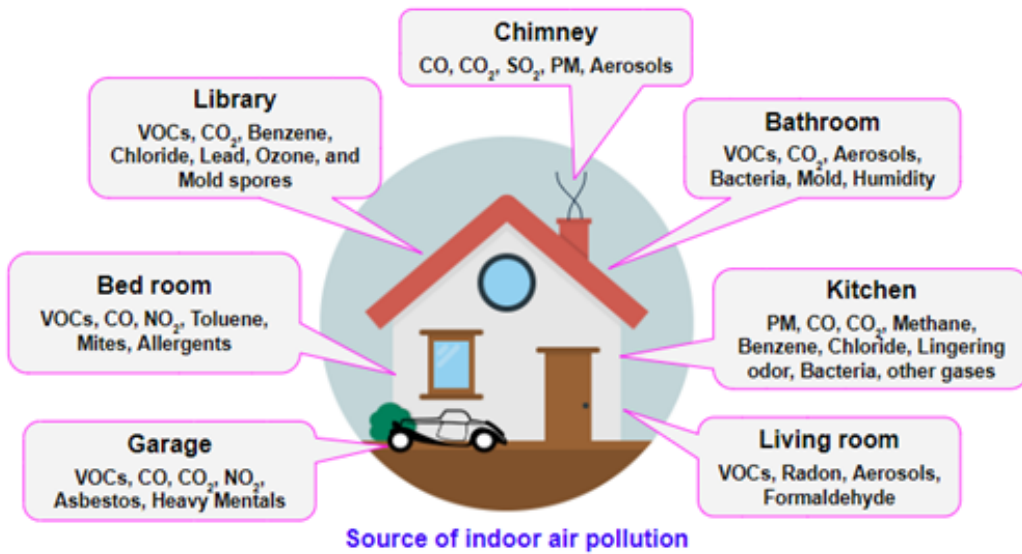 Chimney
CO, CO₂, SO₂, PM, Aerosols
Library
VOCs, CO₂, Benzene,
Chloride, Lead, Ozone, and
Mold spores
Bathroom
VOCs, CO₂, Aerosols,
Bacteria, Mold, Humidity
Bed room
VOCs, CO, NO₂, Toluene,
Mites, Allergents
Kitchen
PM, CO, CO₂, Methane,
Benzene, Chloride, Lingering
odor, Bacteria, other gases
Garage
VOCs, CO, CO₂, NO₂,
Asbestos, Heavy Mentals
Living room
VOCs, Radon, Aerosols,
Formaldehyde
Source of indoor air pollution